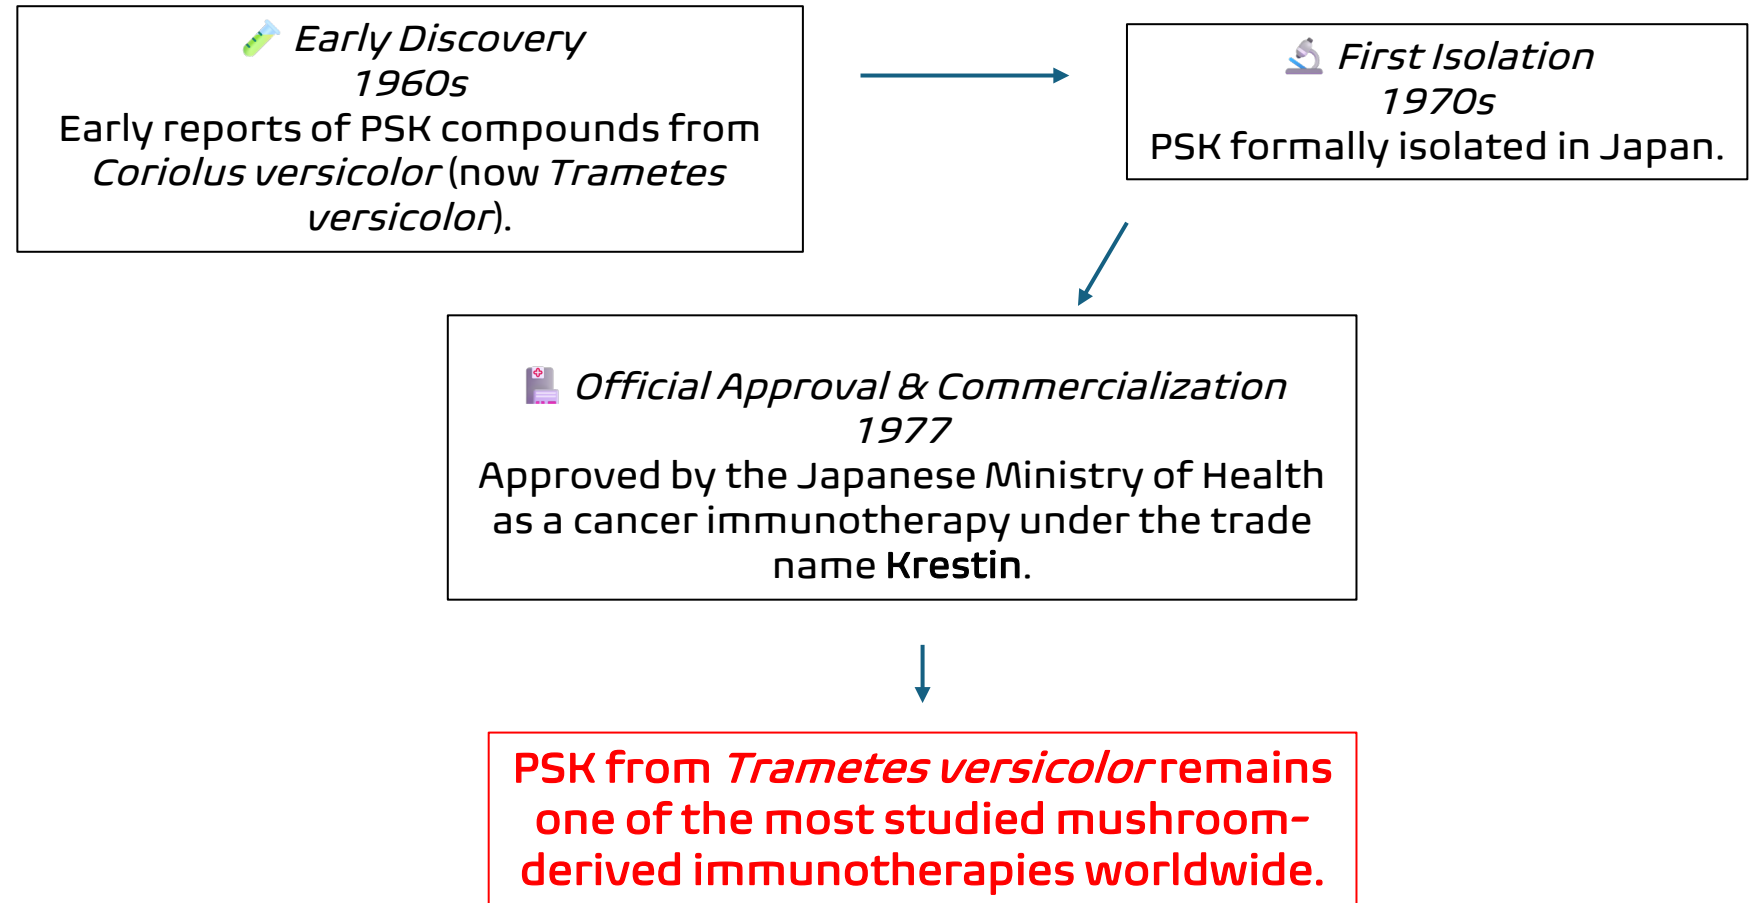 Early Discovery
1960s
Early reports of PSK compounds from
Coriolus versicolor (now Trametes
versicolor).
First Isolation
1970s
PSK formally isolated in Japan.
Official Approval & Commercialization
1977
Approved by the Japanese Ministry of Health
as a cancer immunotherapy under the trade
name Krestin.
PSK from Trametes versicolor remains
one of the most studied mushroom-
derived immunotherapies worldwide.